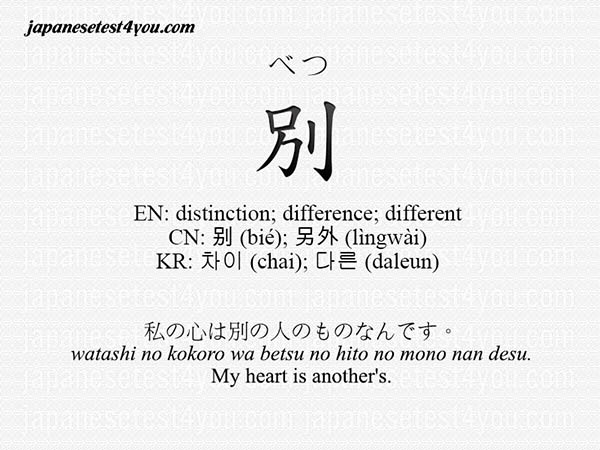 japanesetest4you.com
べつ
別
EN: distinction; difference; different
CN: 别 (bié); 另外 (lìngwài)
KR: 차이 (chai); 다른 (daleun)
私の心は別の人のものなんです。
watashi no kokoro wa betsu no hito no mono nan desu.
My heart is another's.